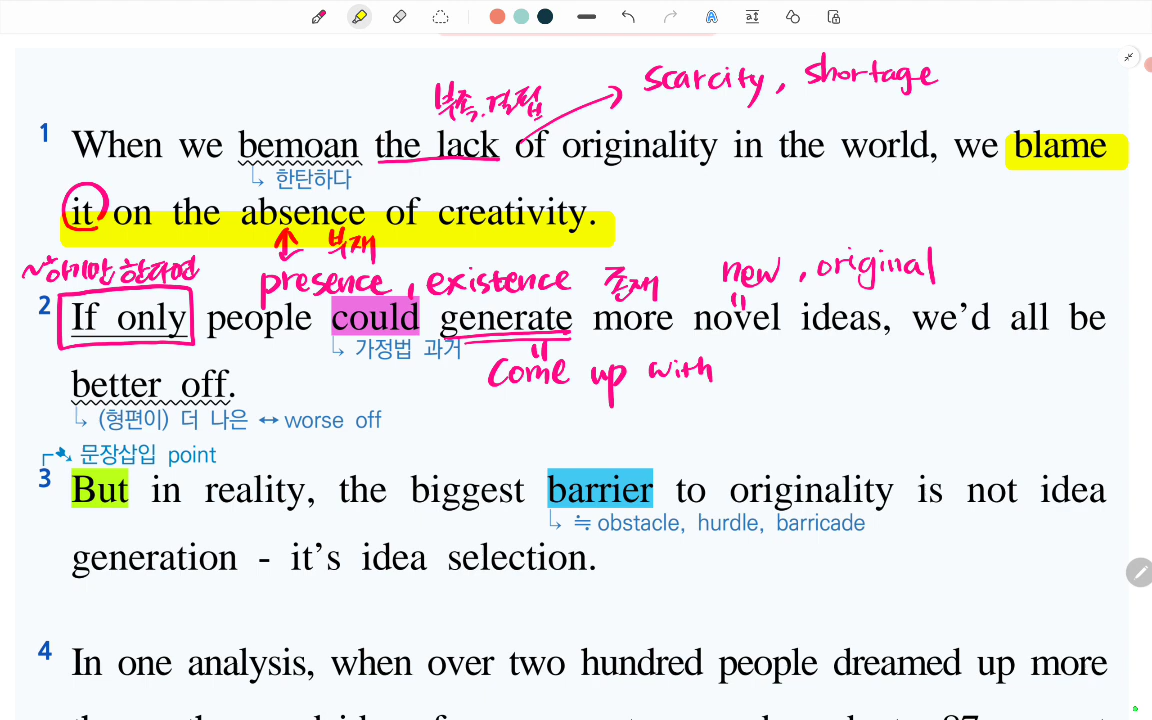 scarcity, shortage
부족.결핍
1 When we bemoan the lack of originality in the world, we blame
↳ 한탄하다
it on the absence of creativity.
부재
~하기만 한다면
presence, existence 존재
new, original
2 If only people could generate more novel ideas, we'd all be
↳ 가정법 과거
come up with
better off.
↳ (형편이) 더 나은 ↔ worse off
문장삽입 point
3 But in reality, the biggest barrier to originality is not idea
↳ ≒ obstacle, hurdle, barricade
generation - it's idea selection.
4 In one analysis, when over two hundred people dreamed up more